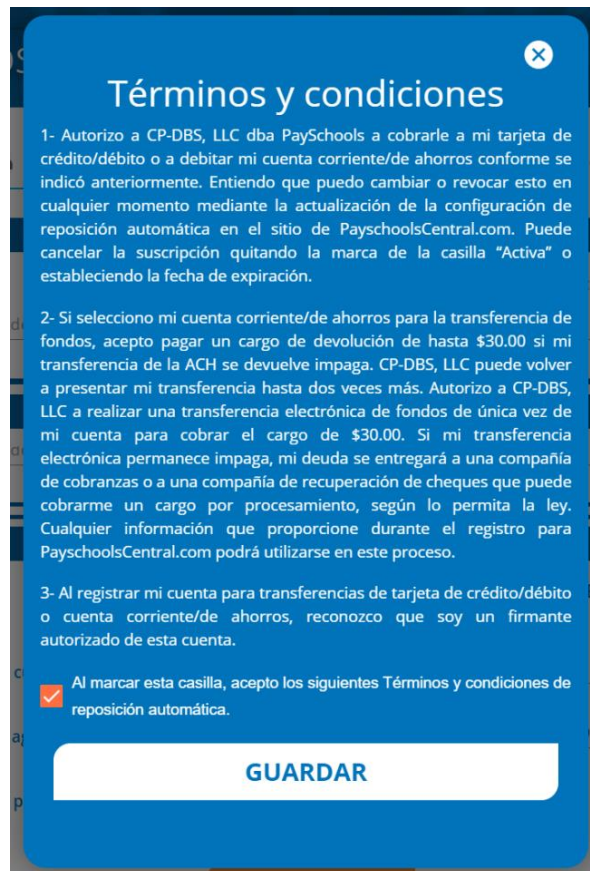 Términos y condiciones
1- Autorizo a CP-DBS, LLC dba PaySchools a cobrarle a mi tarjeta de
crédito/débito o a debitar mi cuenta corriente/de ahorros conforme se
indicó anteriormente. Entiendo que puedo cambiar o revocar esto en
cualquier momento mediante la actualización de la configuración de
reposición automática en el sitio de PayschoolsCentral.com. Puede
cancelar la suscripción quitando la marca de la casilla “Activa” o
estableciendo la fecha de expiración.
2- Si selecciono mi cuenta corriente/de ahorros para la transferencia de
fondos, acepto pagar un cargo de devolución de hasta $30.00 si mi
transferencia de la ACH se devuelve impaga. CP-DBS, LLC puede volver
a presentar mi transferencia hasta dos veces más. Autorizo a CP-DBS,
LLC a realizar una transferencia electrónica de fondos de única vez de
mi cuenta para cobrar el cargo de $30.00. Si mi transferencia
electrónica permanece impaga, mi deuda se entregará a una compañía
de cobranzas o a una compañía de recuperación de cheques que puede
cobrarme un cargo por procesamiento, según lo permita la ley.
Cualquier información que proporcione durante el registro para
PayschoolsCentral.com podrá utilizarse en este proceso.
3- Al registrar mi cuenta para transferencias de tarjeta de crédito/débito
o cuenta corriente/de ahorros, reconozco que soy un firmante
autorizado de esta cuenta.
Al marcar esta casilla, acepto los siguientes Términos y condiciones de
reposición automática.
GUARDAR